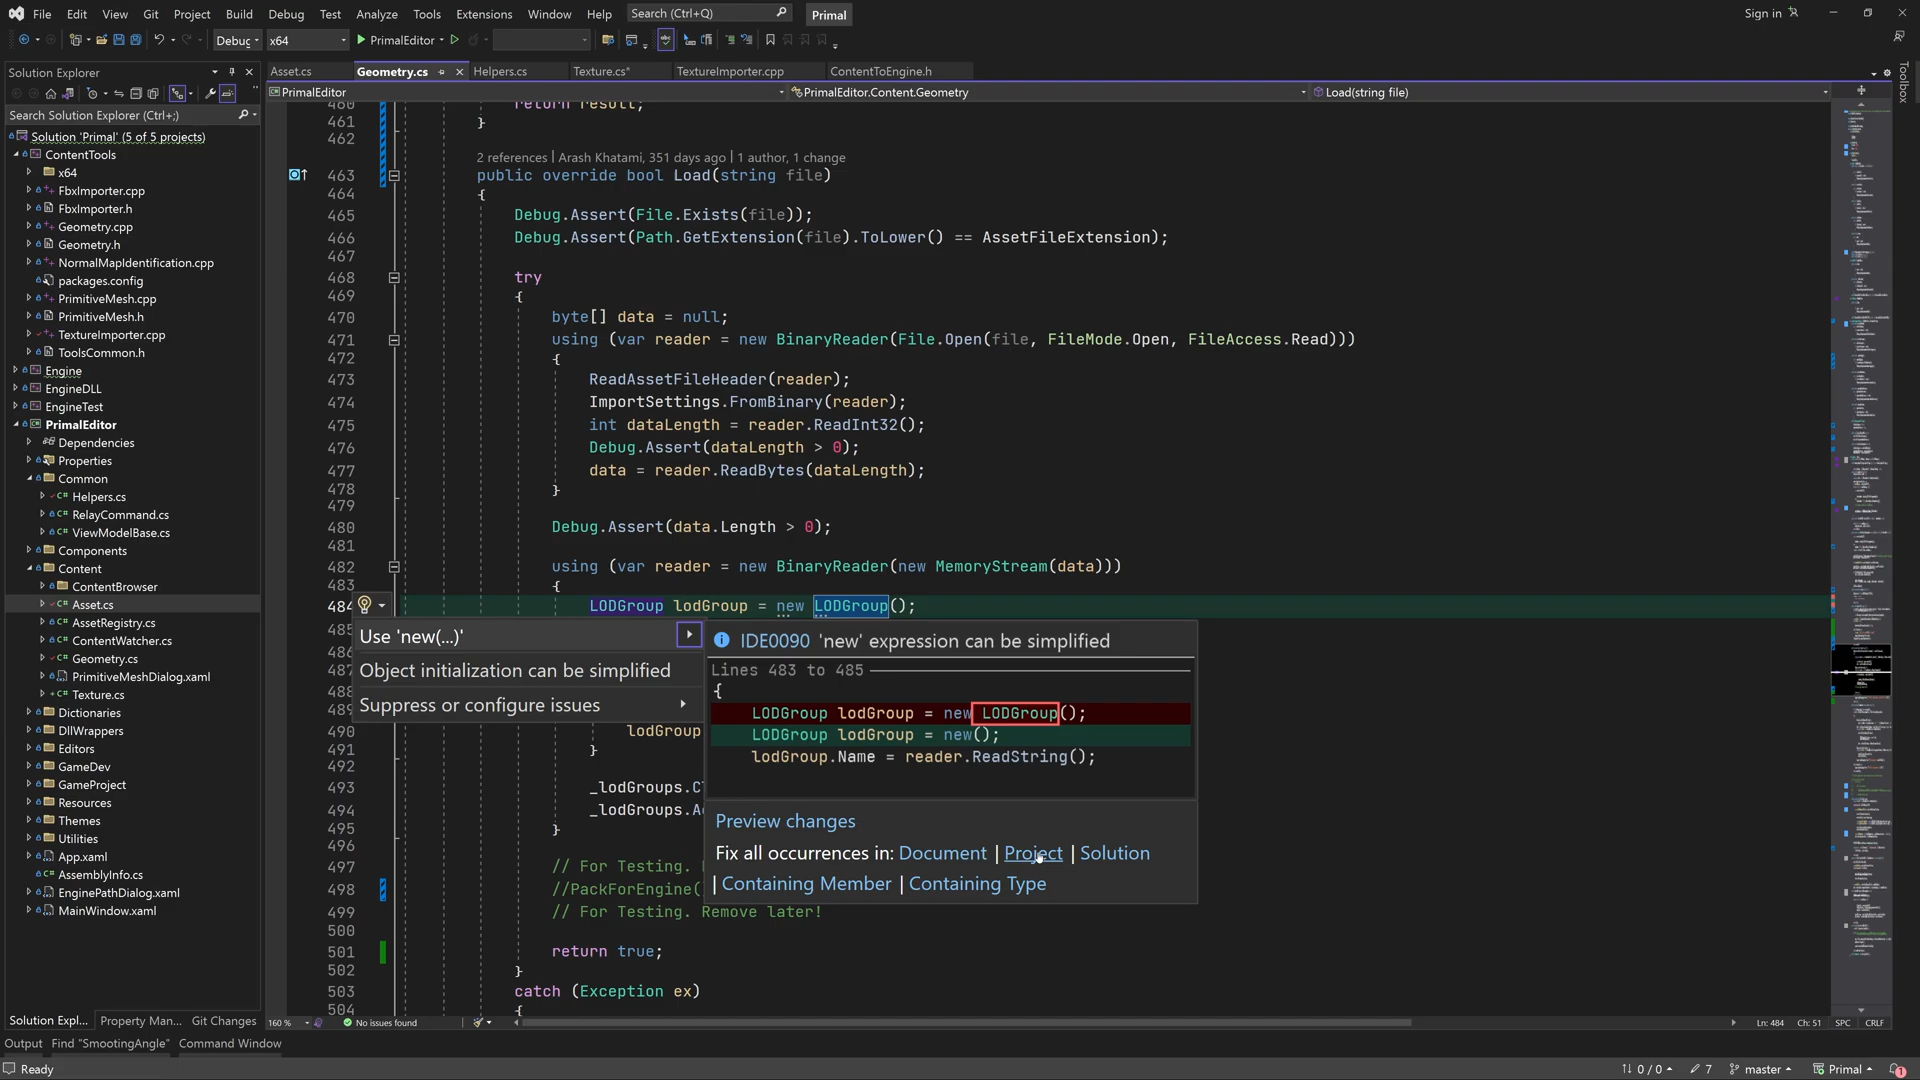 File Edit View Git Project Build Debug Test Analyze Tools Extensions Window Help Search (Ctrl+Q) Primal Sign in
Debug x64 PrimalEditor
Solution Explorer
Asset.cs Geometry.cs Helpers.cs Texture.cs* TextureImporter.cpp ContentToEngine.h
Toolbox
PrimalEditor PrimalEditor.Content.Geometry Load(string file)
Search Solution Explorer (Ctrl+;)
Solution 'Primal' (5 of 5 projects)
ContentTools
x64
FbxImporter.cpp
FbxImporter.h
Geometry.cpp
Geometry.h
NormalMapIdentification.cpp
packages.config
PrimitiveMesh.cpp
PrimitiveMesh.h
TextureImporter.cpp
ToolsCommon.h
Engine
EngineDLL
EngineTest
PrimalEditor
Dependencies
Properties
Common
Helpers.cs
RelayCommand.cs
ViewModelBase.cs
Components
Content
ContentBrowser
Asset.cs
AssetRegistry.cs
ContentWatcher.cs
Geometry.cs
PrimitiveMeshDialog.xaml
Texture.cs
Dictionaries
DllWrappers
Editors
GameDev
GameProject
Resources
Themes
Utilities
App.xaml
AssemblyInfo.cs
EnginePathDialog.xaml
MainWindow.xaml
Solution Expl... Property Man... Git Changes
460 return result;
461 }
462
2 references | Arash Khatami, 351 days ago | 1 author, 1 change
463 public override bool Load(string file)
464 {
465 Debug.Assert(File.Exists(file));
466 Debug.Assert(Path.GetExtension(file).ToLower() == AssetFileExtension);
467
468 try
469 {
470 byte[] data = null;
471 using (var reader = new BinaryReader(File.Open(file, FileMode.Open, FileAccess.Read)))
472 {
473 ReadAssetFileHeader(reader);
474 ImportSettings.FromBinary(reader);
475 int dataLength = reader.ReadInt32();
476 Debug.Assert(dataLength > 0);
477 data = reader.ReadBytes(dataLength);
478 }
479
480 Debug.Assert(data.Length > 0);
481
482 using (var reader = new BinaryReader(new MemoryStream(data)))
483 {
484 LODGroup lodGroup = new LODGroup();
485
486
487
488
489
490 lodGroup
491 }
492
493 _lodGroups.C
494 _lodGroups.A
495 }
496
497 // For Testing.
498 //PackForEngine(
499 // For Testing. Remove later!
500
501 return true;
502 }
503 catch (Exception ex)
504 {
Use 'new(...)'
Object initialization can be simplified
Suppress or configure issues
IDE0090 'new' expression can be simplified
Lines 483 to 485
{
LODGroup lodGroup = new LODGroup();
LODGroup lodGroup = new();
lodGroup.Name = reader.ReadString();
Preview changes
Fix all occurrences in: Document | Project | Solution
| Containing Member | Containing Type
160 % No issues found Ln: 484 Ch: 51 SPC CRLF
Output Find "SmootingAngle" Command Window
Ready 0 / 0 7 master Primal 1